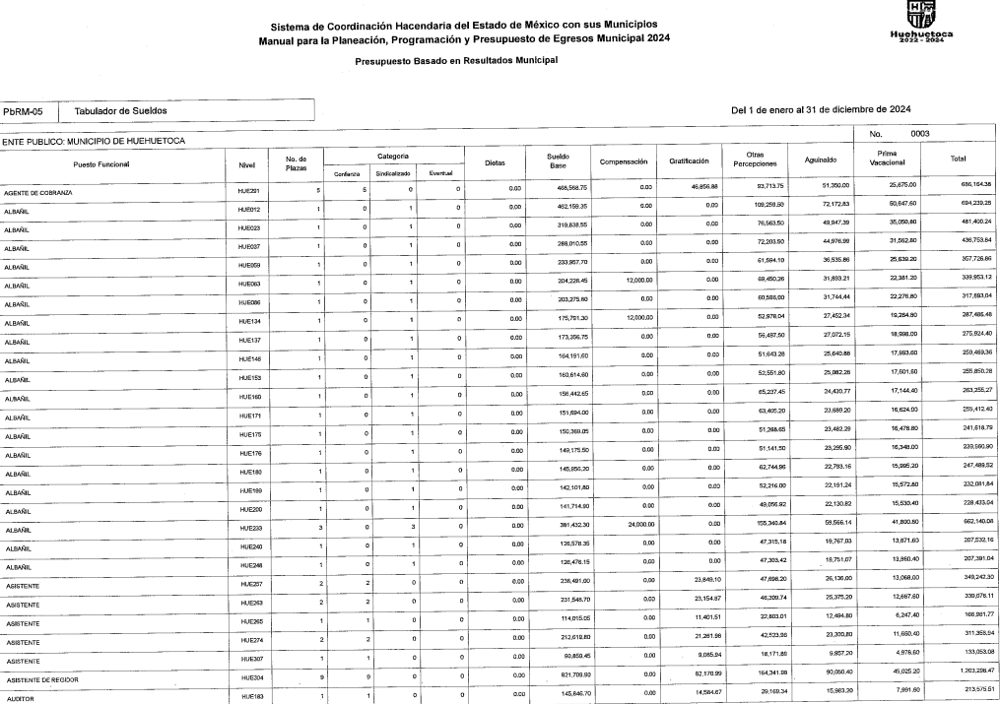 Sistema de Coordinación Hacendaria del Estado de México con sus Municipios
Manual para la Planeación, Programación y Presupuesto de Egresos Municipal 2024
Huehuetoca
2022 - 2024
Presupuesto Basado en Resultados Municipal
PbRM-05 Tabulador de Sueldos
Del 1 de enero al 31 de diciembre de 2024
ENTE PUBLICO: MUNICIPIO DE HUEHUETOCA No. 0003
Puesto Funcional Nivel No. de Plazas Categoria Dietas Sueldo Base Compensación Gratificación Otras Percepciones Aguinaldo Prima Vacacional Total
Confianza Sindicalizado Eventual
AGENTE DE COBRANZA HUE291 5 5 0 0 0.00 468,568.75 0.00 46,856.88 93,713.75 51,350.00 25,675.00 686,164.38
ALBAÑIL HUE012 1 0 1 0 0.00 462,159.35 0.00 0.00 109,259.50 72,172.83 50,647.60 694,239.28
ALBAÑIL HUE023 1 0 1 0 0.00 319,838.55 0.00 0.00 76,563.50 49,947.39 35,050.80 481,400.24
ALBAÑIL HUE037 1 0 1 0 0.00 288,010.55 0.00 0.00 72,203.50 44,976.99 31,562.80 436,753.84
ALBAÑIL HUE059 1 0 1 0 0.00 233,957.70 0.00 0.00 61,594.10 36,535.86 25,639.20 357,726.86
ALBAÑIL HUE083 1 0 1 0 0.00 204,228.45 12,000.00 0.00 69,450.26 31,893.21 22,381.20 339,953.12
ALBAÑIL HUE086 1 0 1 0 0.00 203,275.80 0.00 0.00 60,596.00 31,744.44 22,276.80 317,893.04
ALBAÑIL HUE134 1 0 1 0 0.00 175,791.30 12,000.00 0.00 52,978.04 27,452.34 19,264.80 287,486.48
ALBAÑIL HUE137 1 0 1 0 0.00 173,356.75 0.00 0.00 56,497.50 27,072.15 18,998.00 275,924.40
ALBAÑIL HUE146 1 0 1 0 0.00 164,191.60 0.00 0.00 51,643.28 25,640.88 17,993.60 259,469.36
ALBAÑIL HUE153 1 0 1 0 0.00 160,614.60 0.00 0.00 52,551.80 25,082.28 17,601.60 255,850.28
ALBAÑIL HUE160 1 0 1 0 0.00 156,442.65 0.00 0.00 65,237.45 24,430.77 17,144.40 263,255.27
ALBAÑIL HUE171 1 0 1 0 0.00 151,694.00 0.00 0.00 63,405.20 23,689.20 16,624.00 255,412.40
ALBAÑIL HUE175 1 0 1 0 0.00 150,369.05 0.00 0.00 51,288.65 23,482.29 16,478.80 241,618.79
ALBAÑIL HUE176 1 0 1 0 0.00 149,175.50 0.00 0.00 51,141.50 23,295.90 16,348.00 239,960.90
ALBAÑIL HUE180 1 0 1 0 0.00 145,956.20 0.00 0.00 62,744.96 22,793.16 15,995.20 247,489.52
ALBAÑIL HUE199 1 0 1 0 0.00 142,101.80 0.00 0.00 52,216.00 22,191.24 15,572.80 232,081.84
ALBAÑIL HUE200 1 0 1 0 0.00 141,714.90 0.00 0.00 49,056.92 22,130.82 15,530.40 228,433.04
ALBAÑIL HUE233 3 0 3 0 0.00 381,432.30 24,000.00 0.00 155,340.84 59,566.14 41,800.80 662,140.08
ALBAÑIL HUE240 1 0 1 0 0.00 126,578.35 0.00 0.00 47,315.18 19,767.03 13,871.60 207,532.16
ALBAÑIL HUE246 1 0 1 0 0.00 126,476.15 0.00 0.00 47,303.42 19,751.07 13,860.40 207,391.04
ASISTENTE HUE257 2 2 0 0 0.00 238,491.00 0.00 23,849.10 47,698.20 26,136.00 13,068.00 349,242.30
ASISTENTE HUE263 2 2 0 0 0.00 231,548.70 0.00 23,154.87 46,309.74 25,375.20 12,687.60 339,076.11
ASISTENTE HUE265 1 1 0 0 0.00 114,015.05 0.00 11,401.51 22,803.01 12,494.80 6,247.40 166,961.77
ASISTENTE HUE274 2 2 0 0 0.00 212,619.80 0.00 21,261.98 42,523.96 23,300.80 11,650.40 311,356.94
ASISTENTE HUE307 1 1 0 0 0.00 90,859.45 0.00 9,085.94 18,171.89 9,957.20 4,978.60 133,053.08
ASISTENTE DE REGIDOR HUE304 9 9 0 0 0.00 821,709.90 0.00 82,170.99 164,341.98 90,050.40 45,025.20 1,203,298.47
AUDITOR HUE183 1 1 0 0 0.00 145,846.70 0.00 14,584.67 29,169.34 15,983.20 7,991.60 213,575.51